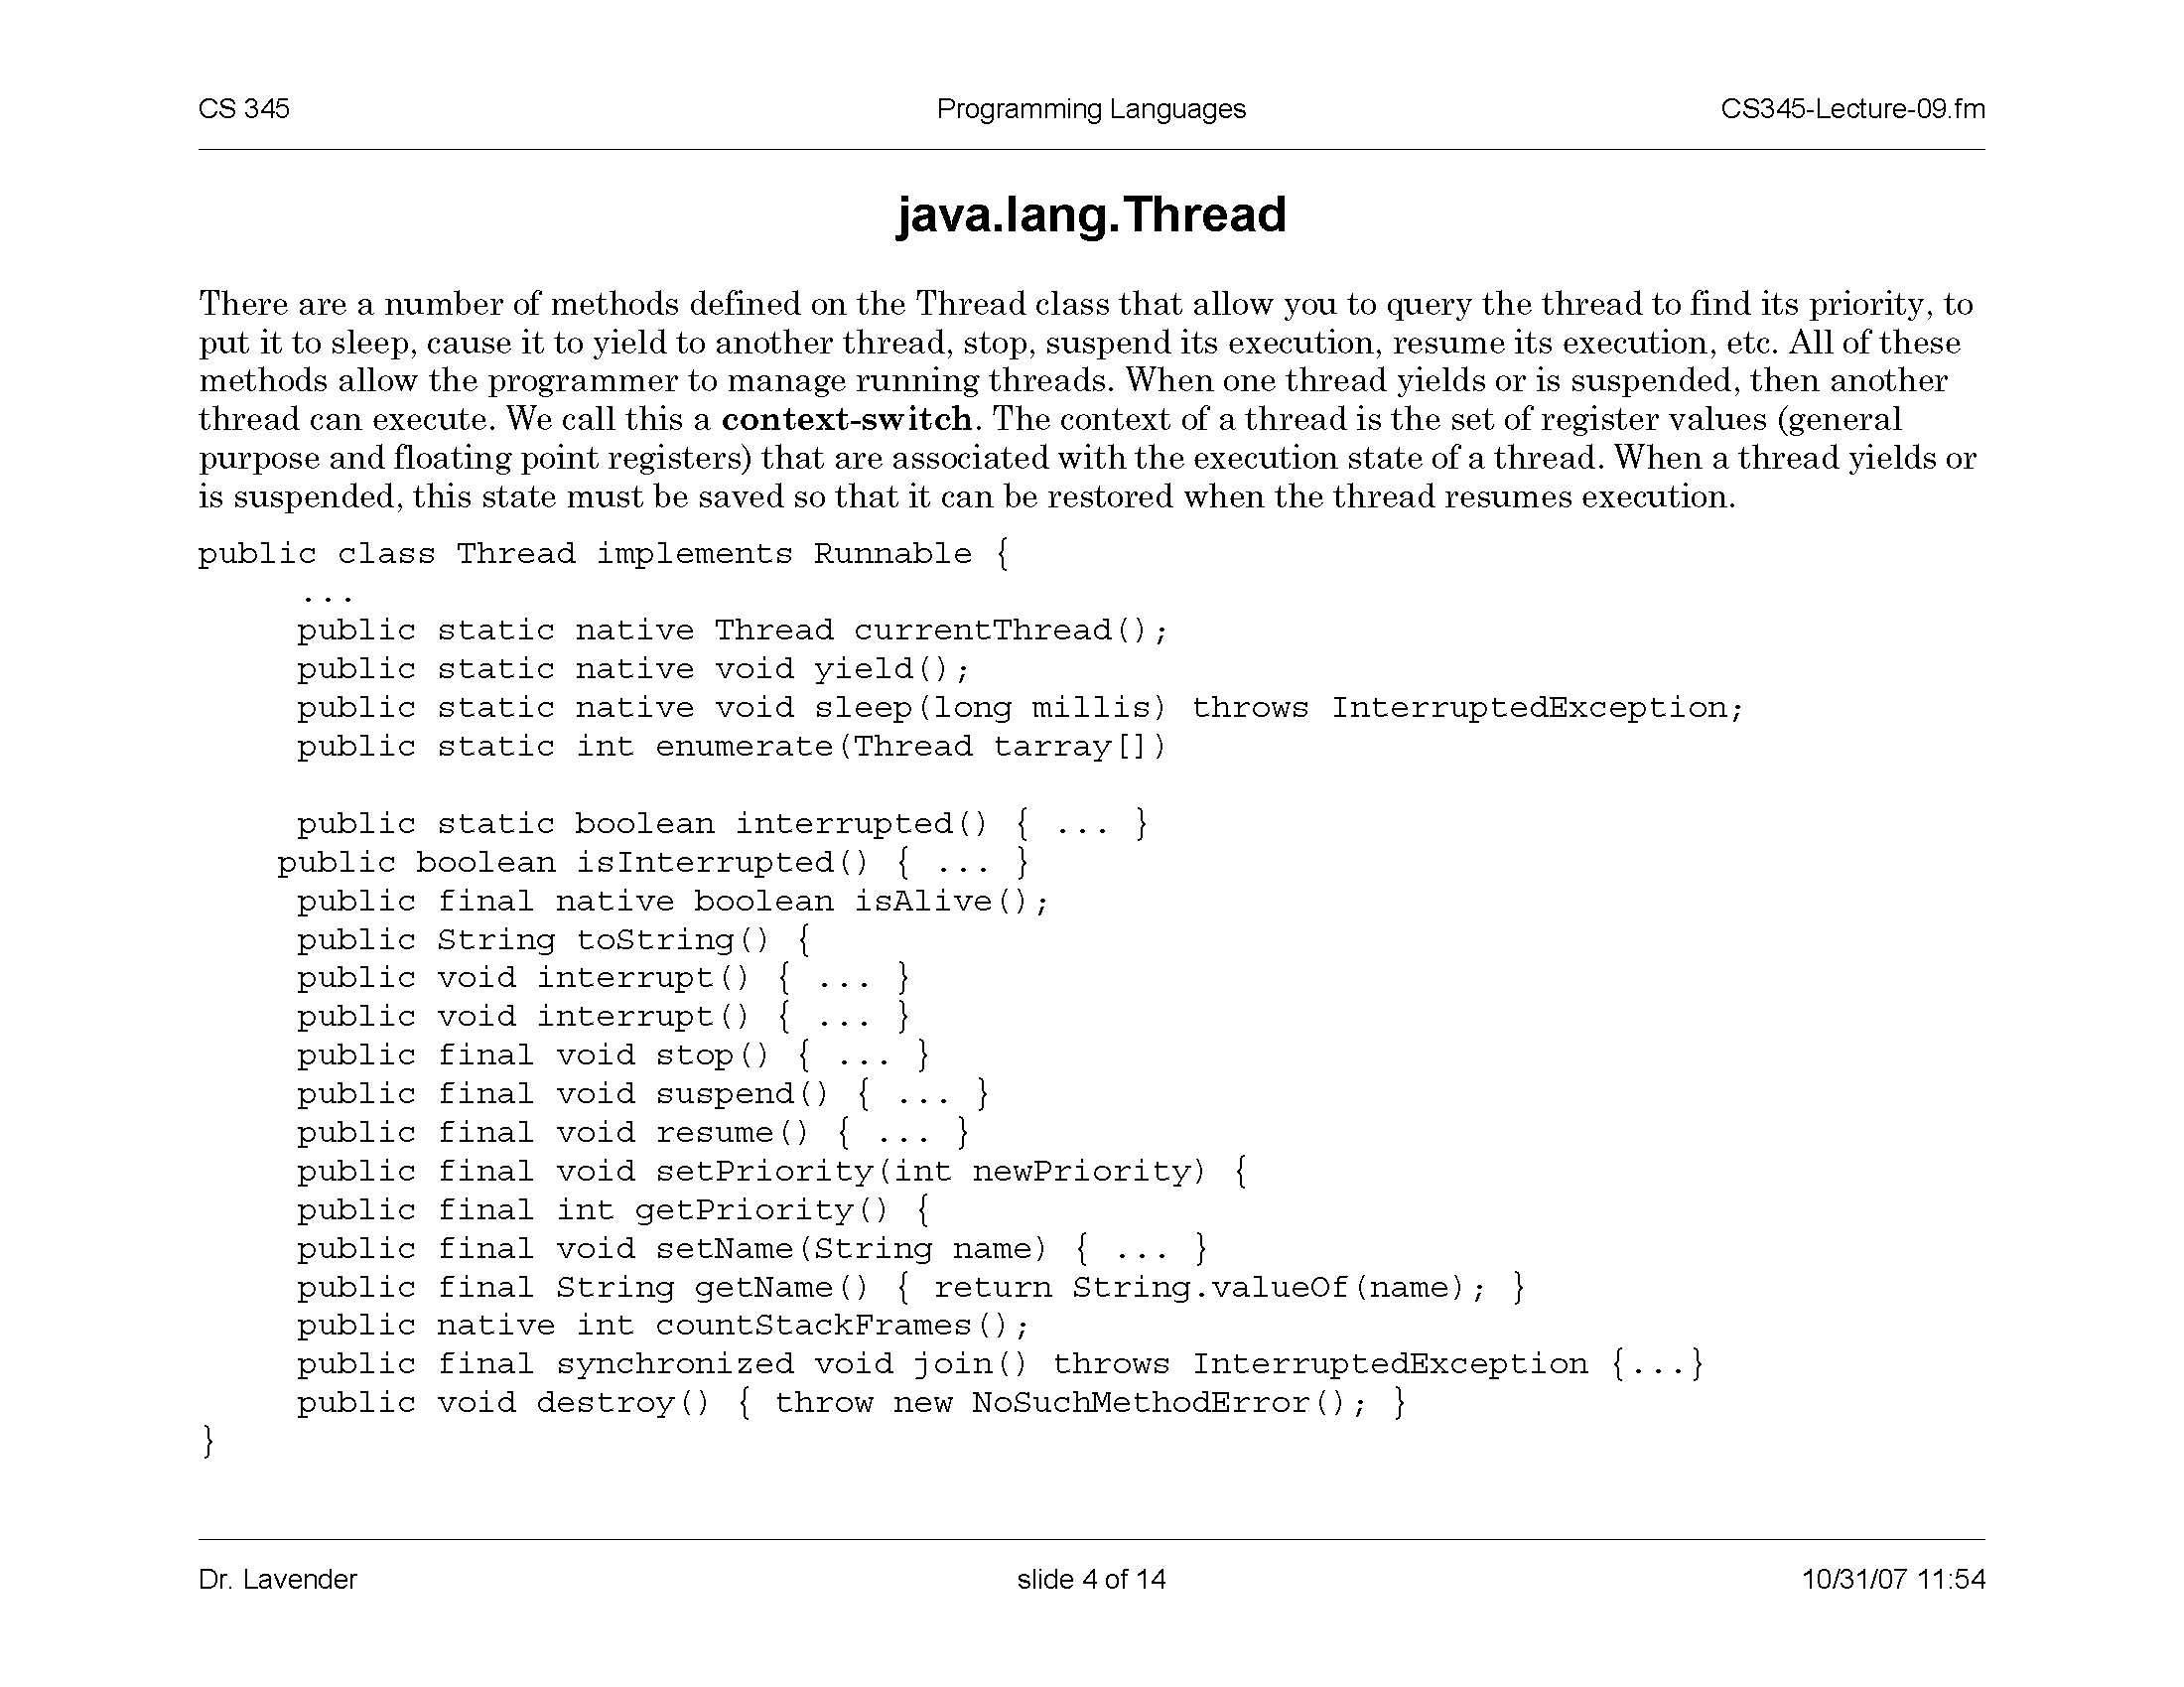 CS 345 Programming Languages CS345-Lecture-09.fm
java.lang.Thread
There are a number of methods defined on the Thread class that allow you to query the thread to find its priority, to
put it to sleep, cause it to yield to another thread, stop, suspend its execution, resume its execution, etc. All of these
methods allow the programmer to manage running threads. When one thread yields or is suspended, then another
thread can execute. We call this a context-switch. The context of a thread is the set of register values (general
purpose and floating point registers) that are associated with the execution state of a thread. When a thread yields or
is suspended, this state must be saved so that it can be restored when the thread resumes execution.
public class Thread implements Runnable {
...
public static native Thread currentThread();
public static native void yield();
public static native void sleep(long millis) throws InterruptedException;
public static int enumerate(Thread tarray[])
public static boolean interrupted() { ... }
public boolean isInterrupted() { ... }
public final native boolean isAlive();
public String toString() {
public void interrupt() { ... }
public void interrupt() { ... }
public final void stop() { ... }
public final void suspend() { ... }
public final void resume() { ... }
public final void setPriority(int newPriority) {
public final int getPriority() {
public final void setName(String name) { ... }
public final String getName() { return String.valueOf(name); }
public native int countStackFrames();
public final synchronized void join() throws InterruptedException {...}
public void destroy() { throw new NoSuchMethodError(); }
}
Dr. Lavender slide 4 of 14 10/31/07 11:54